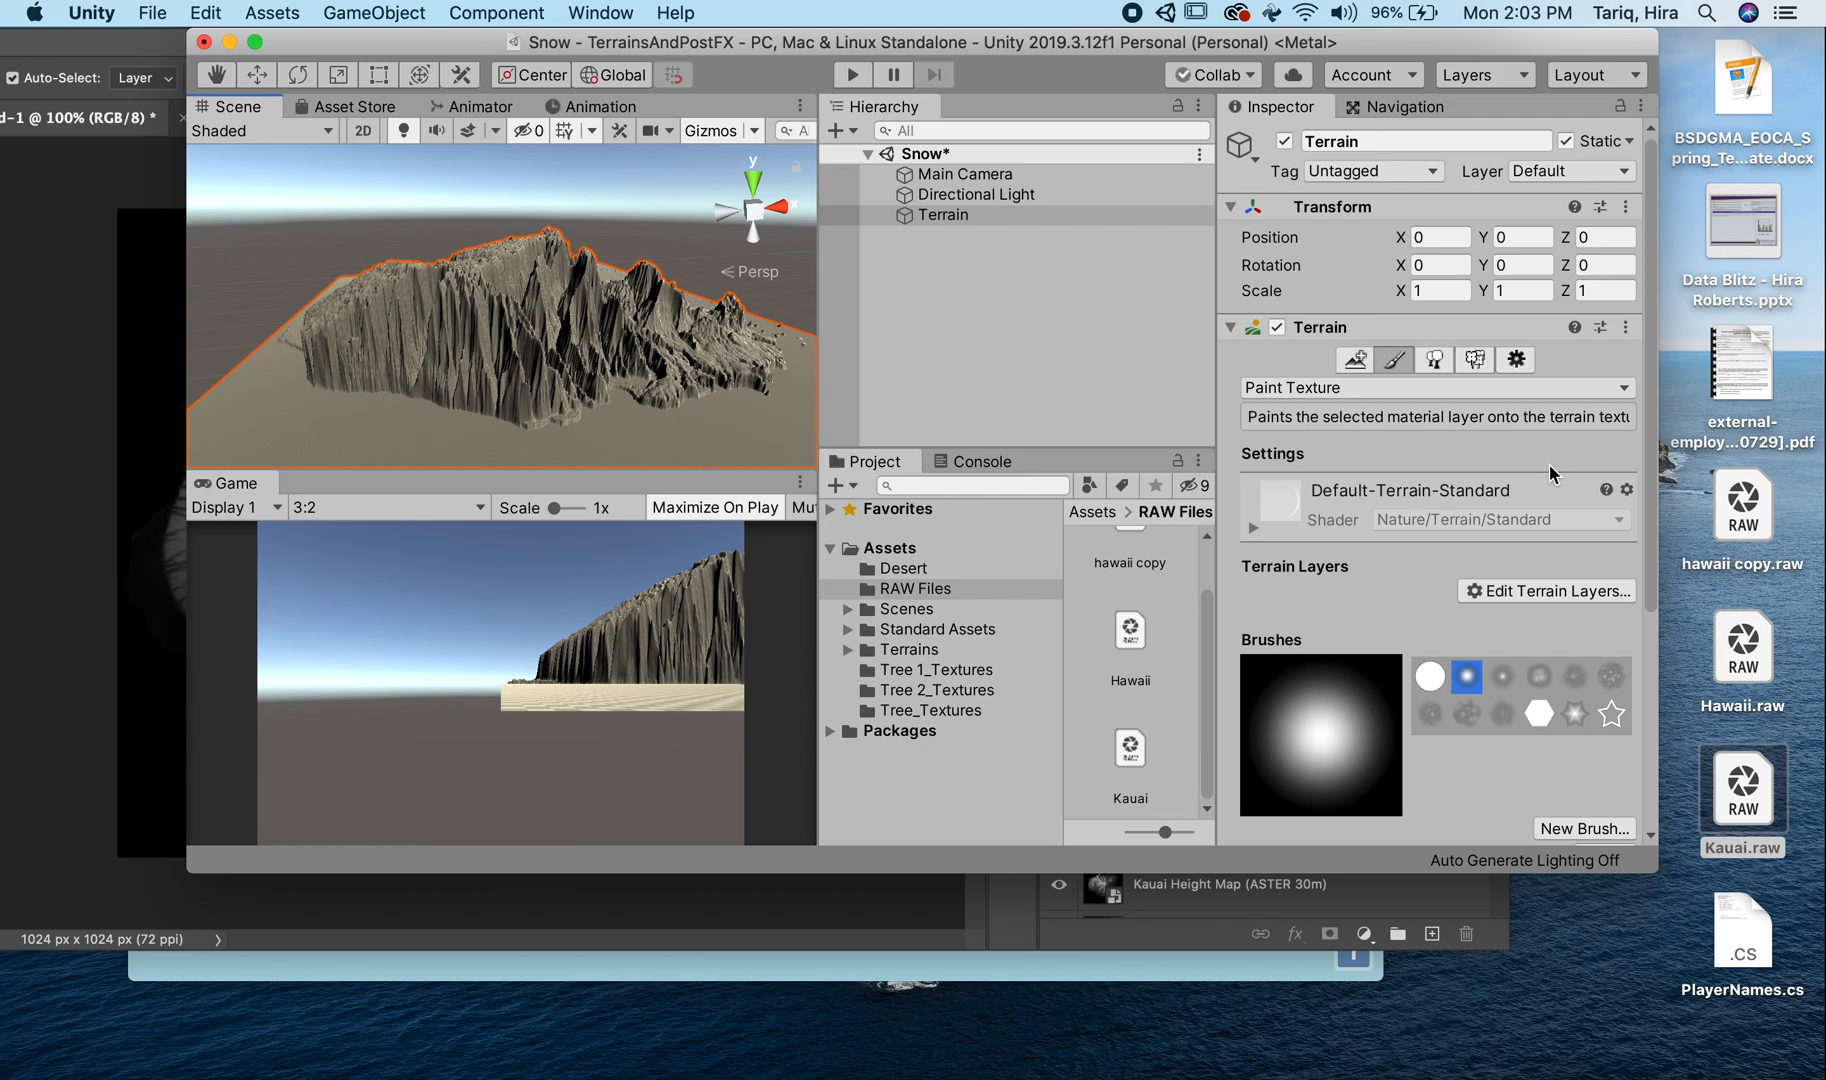 Unity File Edit Assets GameObject Component Window Help
96% Mon 2:03 PM Tariq, Hira
Snow - TerrainsAndPostFX - PC, Mac & Linux Standalone - Unity 2019.3.12f1 Personal (Personal) <Metal>
Auto-Select: Layer
d-1 @ 100% (RGB/8) *
Center Global
Collab Account Layers Layout
Scene Asset Store Animator Animation
Shaded 2D 0 Gizmos
y
x
Persp
Game
Display 1 3:2 Scale 1x Maximize On Play
Hierarchy
All
Snow*
Main Camera
Directional Light
Terrain
Project Console
9
Favorites
Assets
Desert
RAW Files
Scenes
Standard Assets
Terrains
Tree 1_Textures
Tree 2_Textures
Tree_Textures
Packages
Assets > RAW Files
hawaii copy
Hawaii
Kauai
Inspector Navigation
Terrain Static
Tag Untagged Layer Default
Transform
Position X 0 Y 0 Z 0
Rotation X 0 Y 0 Z 0
Scale X 1 Y 1 Z 1
Terrain
Paint Texture
Paints the selected material layer onto the terrain textu
Settings
Default-Terrain-Standard
Shader Nature/Terrain/Standard
Terrain Layers
Edit Terrain Layers...
Brushes
New Brush...
Auto Generate Lighting Off
Kauai Height Map (ASTER 30m)
fx
1024 px x 1024 px (72 ppi)
BSDGMA_EOCA_S
pring_Te...ate.docx
Data Blitz - Hira
Roberts.pptx
external-
employ...0729].pdf
RAW
hawaii copy.raw
RAW
Hawaii.raw
RAW
Kauai.raw
.CS
PlayerNames.cs